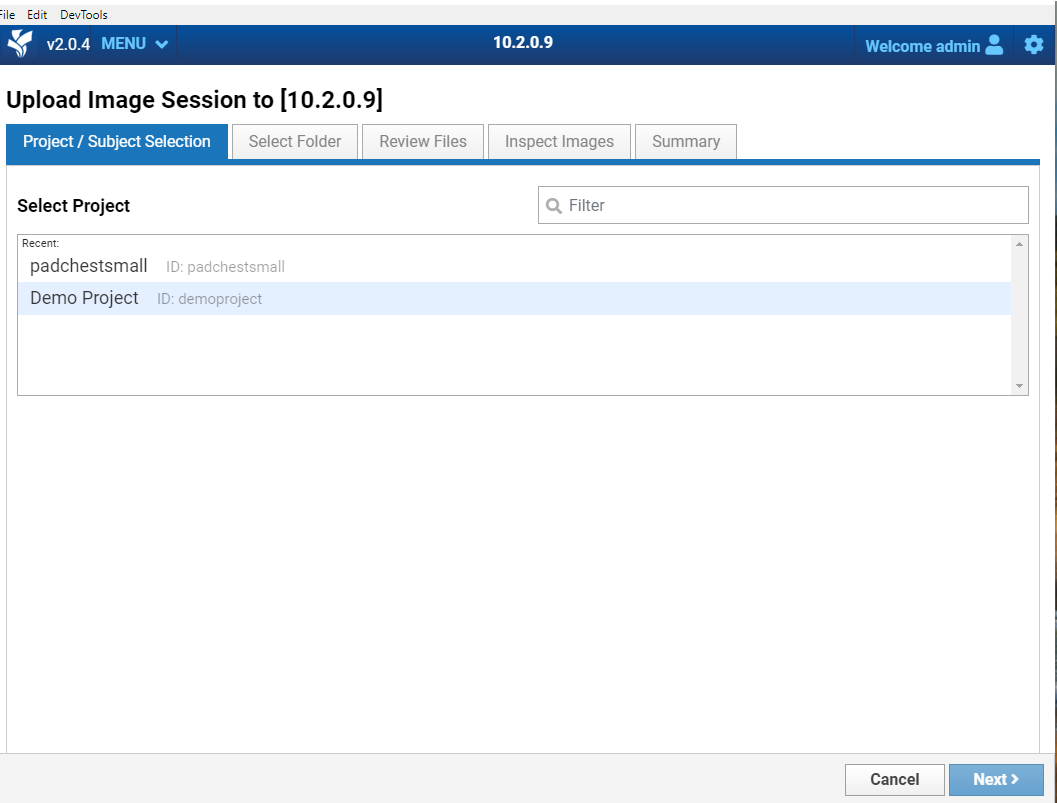 File Edit DevTools
v2.0.4 MENU 10.2.0.9 Welcome admin
Upload Image Session to [10.2.0.9]
Project / Subject Selection Select Folder Review Files Inspect Images Summary
Select Project Filter
Recent:
padchestsmall ID: padchestsmall
Demo Project ID: demoproject
Cancel Next >